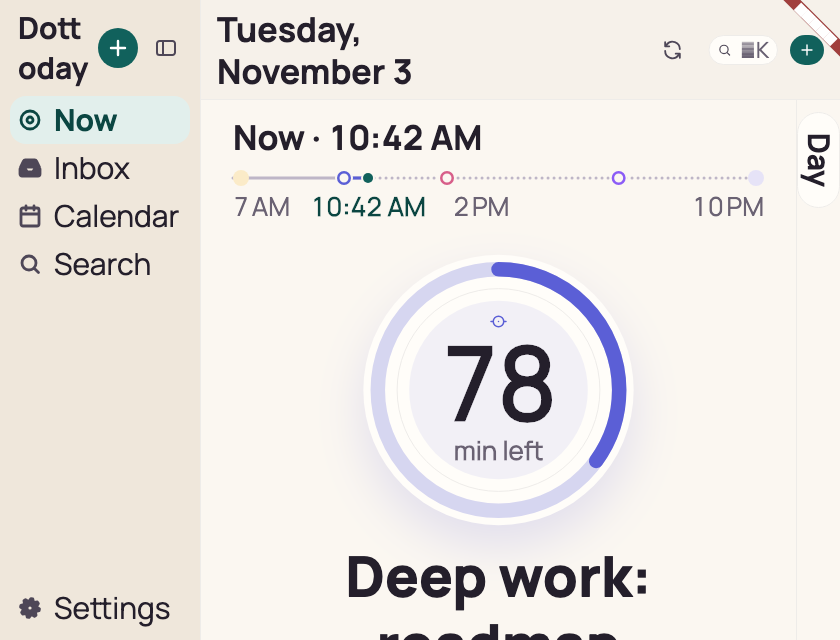 Dott
oday
Now
Inbox
Calendar
Search
Settings
Tuesday,
November 3
K
Day
Now · 10:42 AM
7 AM 10:42 AM 2 PM 10 PM
78
min left
Deep work:
roadmap